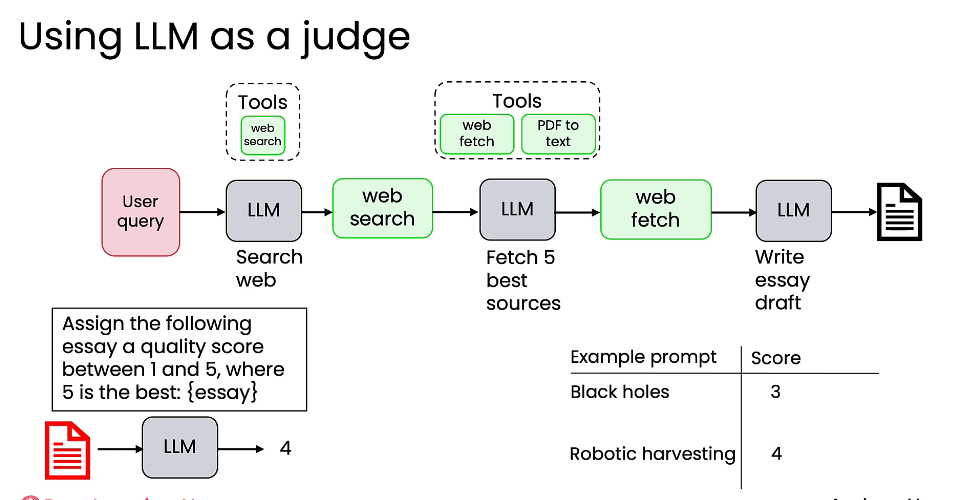 Using LLM as a judge
Tools
web
search
Tools
web
fetch
PDF to
text
User
query
LLM
web
search
LLM
web
fetch
LLM
Search
web
Fetch 5
best
sources
Write
essay
draft
Assign the following
essay a quality score
between 1 and 5, where
5 is the best: {essay}
LLM
4
Example prompt Score
Black holes 3
Robotic harvesting 4